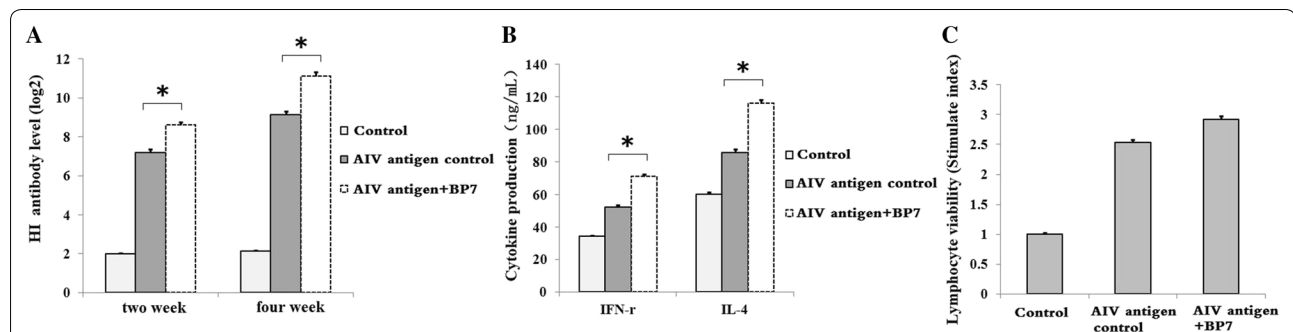 A
HI antibody level (log2)
12
10
8
6
4
2
0
*
*
two week
four week
Control
AIV antigen control
AIV antigen+BP7
B
Cytokine production (ng/mL)
140
120
100
80
60
40
20
0
*
*
IFN-r
IL-4
Control
AIV antigen control
AIV antigen+BP7
C
Lymphocyte viability (Stimulate index)
3.5
3
2.5
2
1.5
1
0.5
0
Control
AIV antigen
control
AIV antigen
+BP7